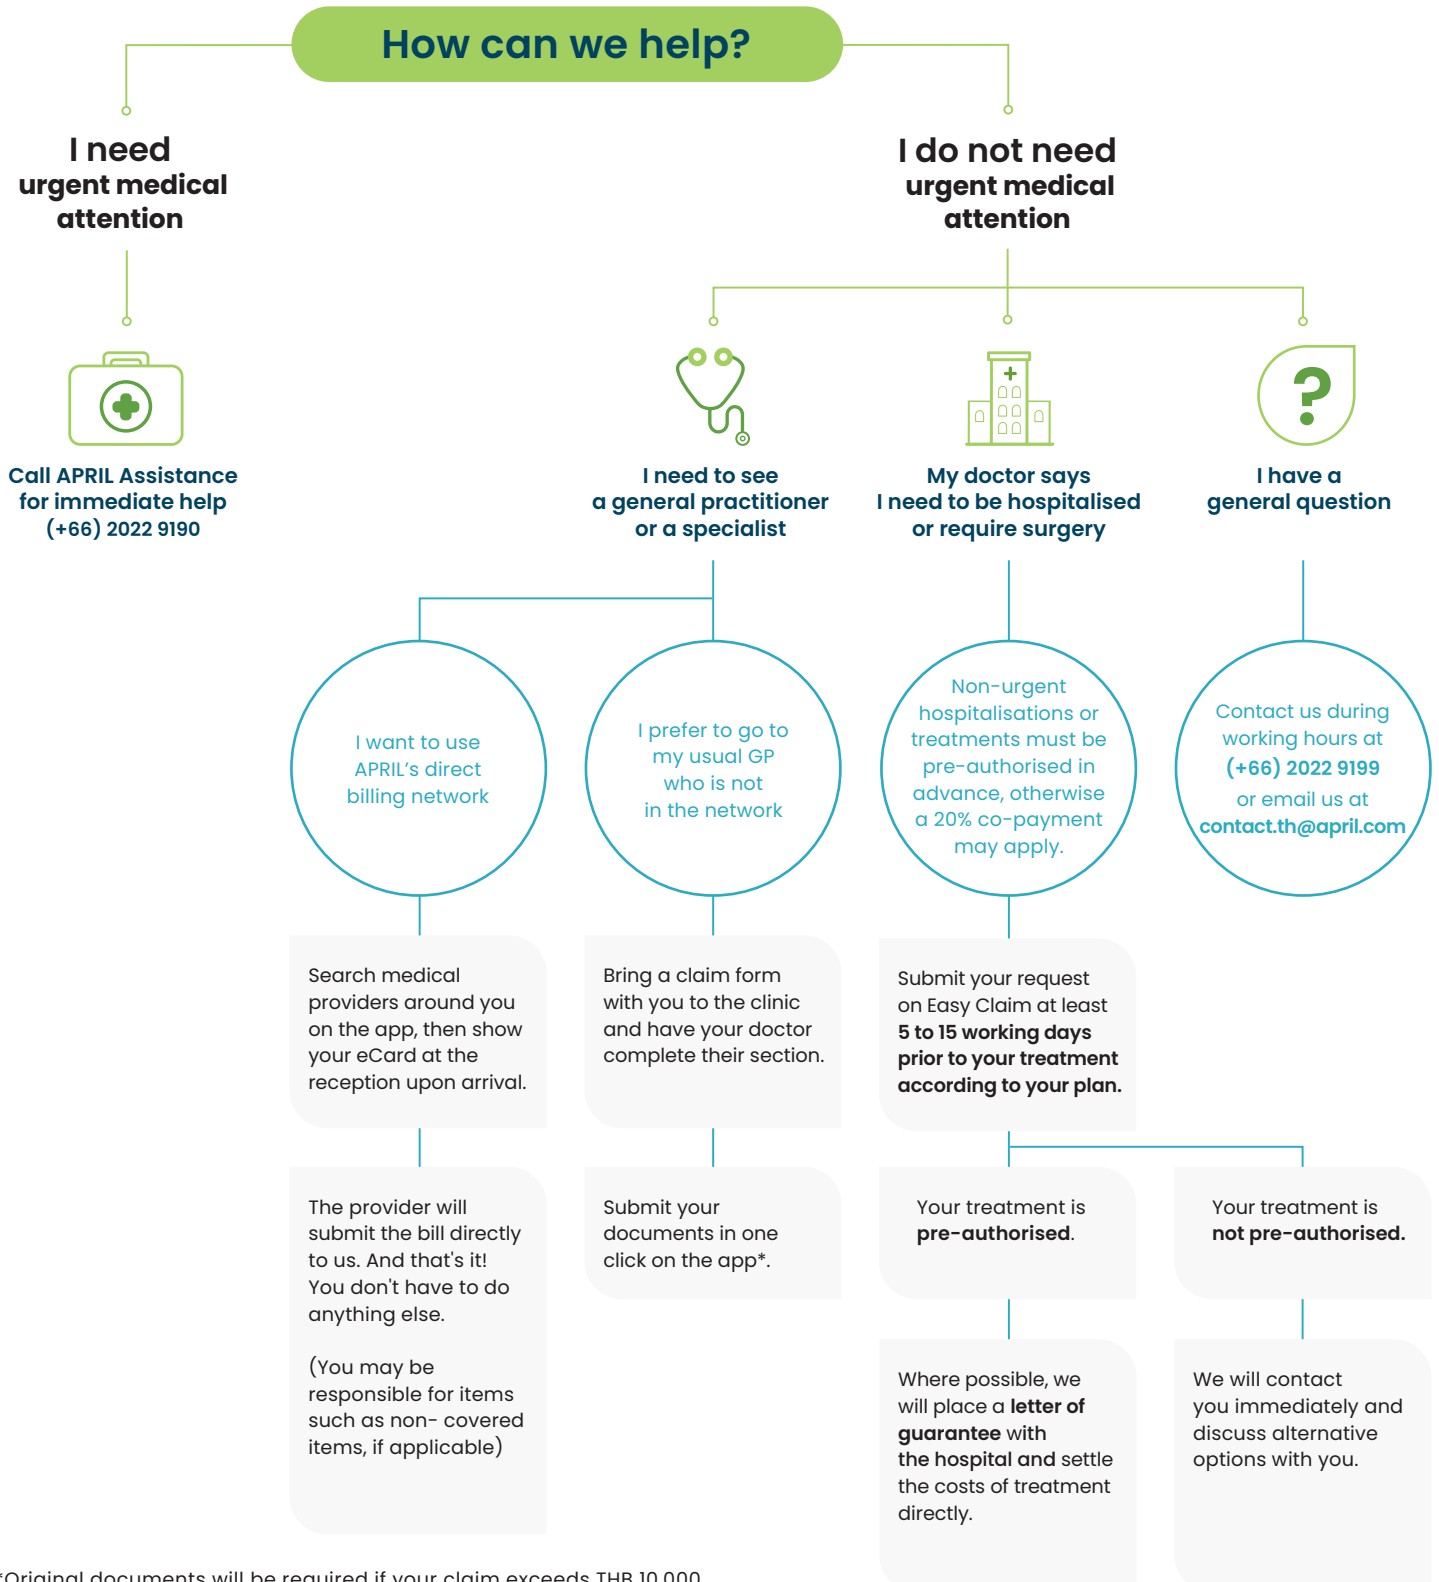 How can we help?
I need
urgent medical
attention
I do not need
urgent medical
attention
Call APRIL Assistance
for immediate help
(+66) 2022 9190
I need to see
a general practitioner
or a specialist
My doctor says
I need to be hospitalised
or require surgery
?
I have a
general question
I want to use
APRIL's direct
billing network
I prefer to go to
my usual GP
who is not
in the network
Non-urgent
hospitalisations or
treatments must be
pre-authorised in
advance, otherwise
a 20% co-payment
may apply.
Contact us during
working hours at
(+66) 2022 9199
or email us at
contact.th@april.com
Search medical
providers around you
on the app, then show
your eCard at the
reception upon arrival.
Bring a claim form
with you to the clinic
and have your doctor
complete their section.
Submit your request
on Easy Claim at least
5 to 15 working days
prior to your treatment
according to your plan.
The provider will
submit the bill directly
to us. And that's it!
You don't have to do
anything else.
(You may be
responsible for items
such as non- covered
items, if applicable)
Submit your
documents in one
click on the app*.
Your treatment is
pre-authorised.
Your treatment is
not pre-authorised.
Where possible, we
will place a letter of
guarantee with
the hospital and settle
the costs of treatment
directly.
We will contact
you immediately and
discuss alternative
options with you.
*Original documents will be required if your claim exceeds THB 10,000